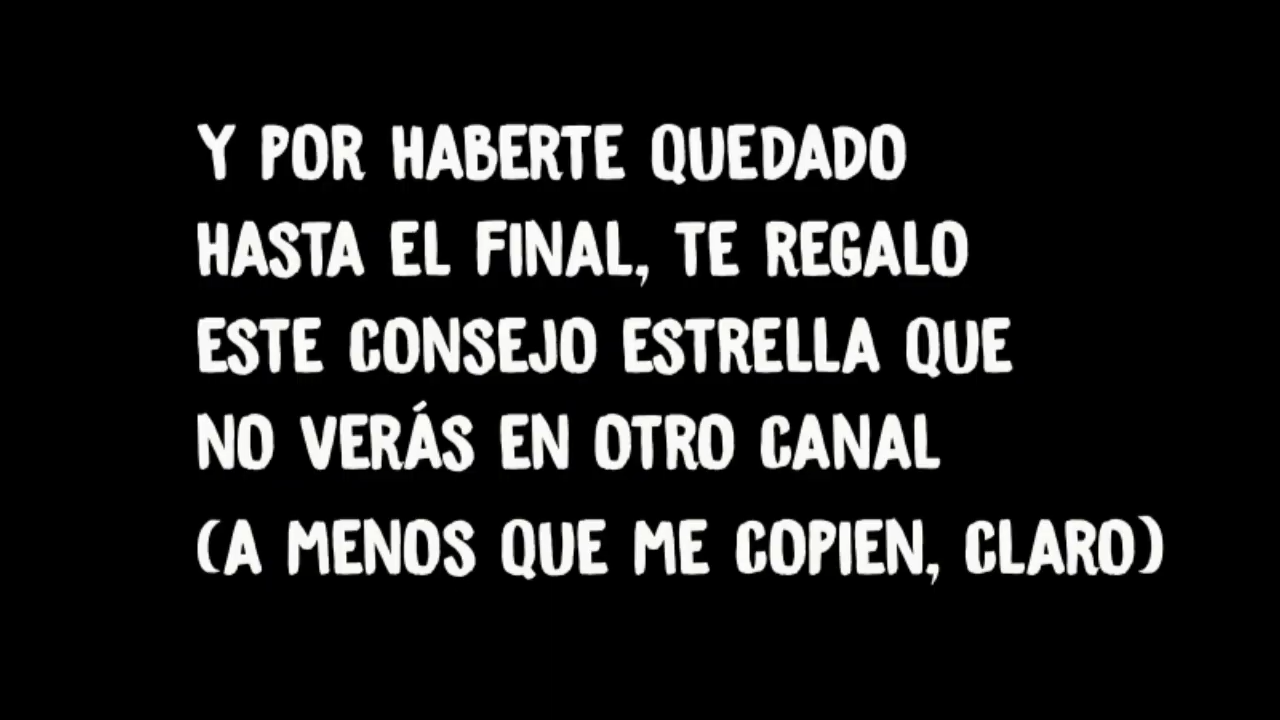 Y POR HABERTE QUEDADO
HASTA EL FINAL, TE REGALO
ESTE CONSEJO ESTRELLA QUE
NO VERÁS EN OTRO CANAL
(A MENOS QUE ME COPIEN, CLARO)